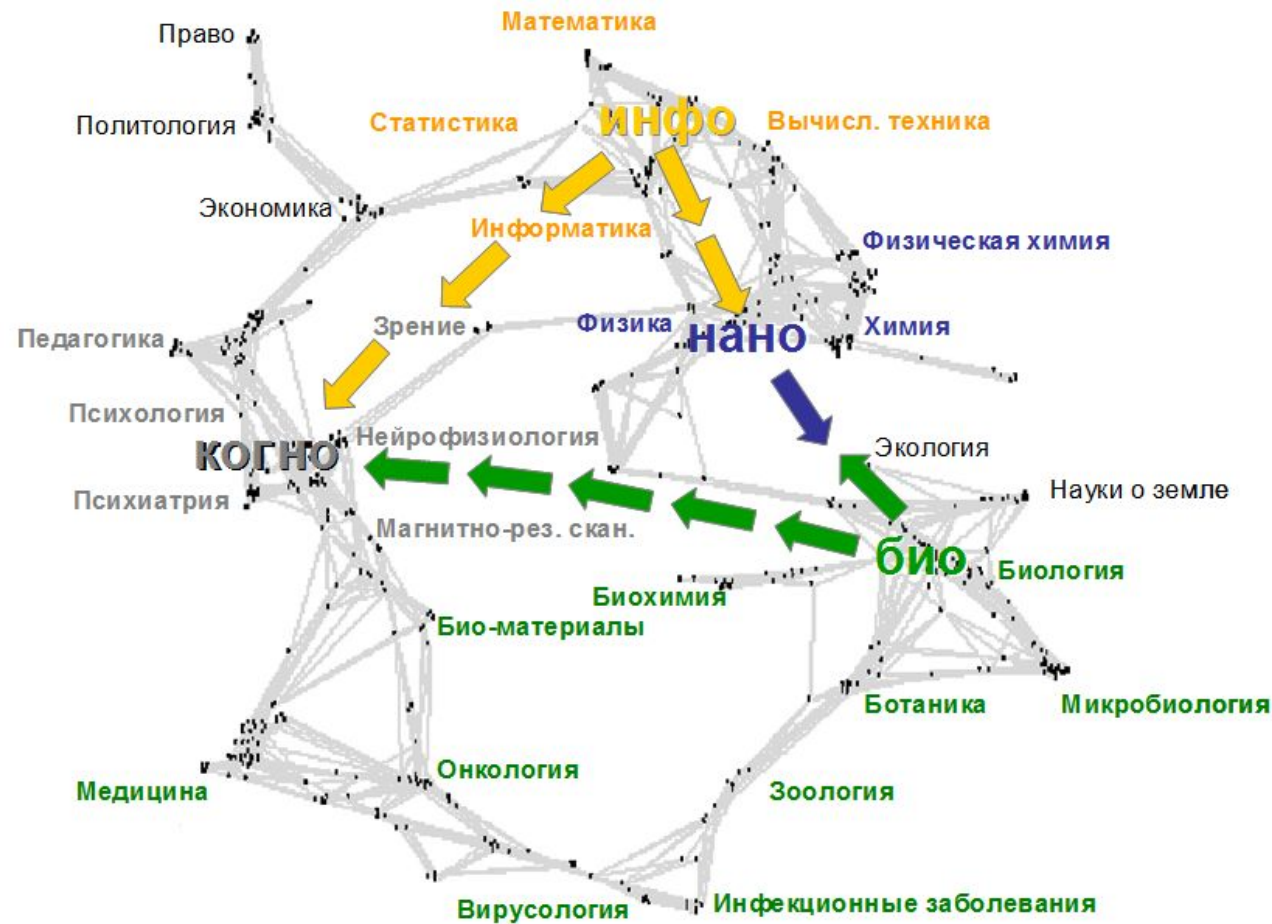 Математика
Право
инфо
Политология
Статистика
Вычисл. техника
Экономика
Информатика
Физическая химия
Зрение
Физика
Химия
Педагогика
нано
Психология
Нейрофизиология
Экология
когно
Психиатрия
Науки о земле
Магнитно-рез. скан.
био
Биология
Биохимия
Био-материалы
Ботаника
Микробиология
Онкология
Медицина
Зоология
Вирусология
Инфекционные заболевания